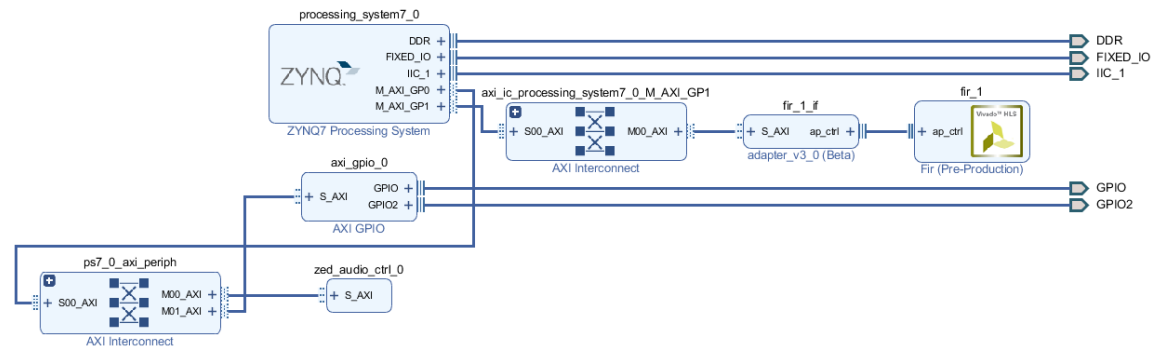 processing_system7_0
DDR
FIXED_IO
IIC_1
M_AXI_GP0
M_AXI_GP1
ZYNQ
ZYNQ7 Processing System
DDR
FIXED_IO
IIC_1
axi_ic_processing_system7_0_M_AXI_GP1
S00_AXI
M00_AXI
AXI Interconnect
fir_1_if
S_AXI
ap_ctrl
adapter_v3_0 (Beta)
fir_1
ap_ctrl
Vivado™ HLS
Fir (Pre-Production)
axi_gpio_0
S_AXI
GPIO
GPIO2
AXI GPIO
GPIO
GPIO2
ps7_0_axi_periph
S00_AXI
M00_AXI
M01_AXI
AXI Interconnect
zed_audio_ctrl_0
S_AXI